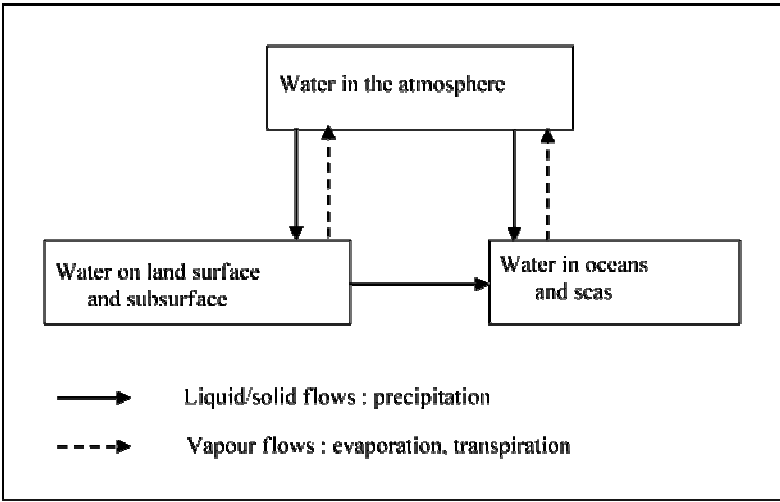 Water in the atmosphere
Water on land surface
and subsurface
Water in oceans
and seas
Liquid/solid flows : precipitation
Vapour flows : evaporation, transpiration